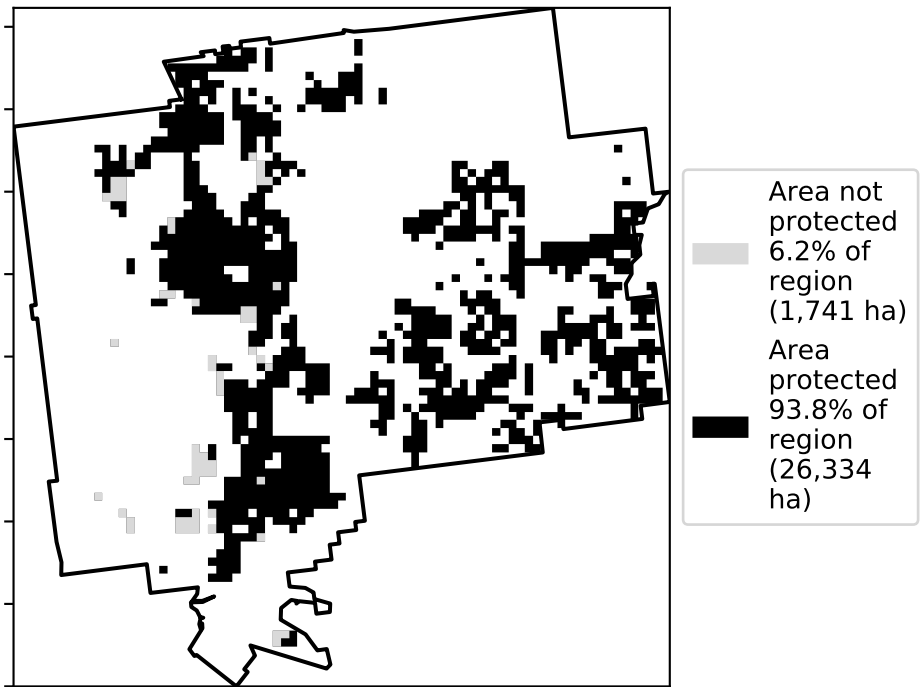 Area not
protected
6.2% of
region
(1,741 ha)
Area
protected
93.8% of
region
(26,334
ha)